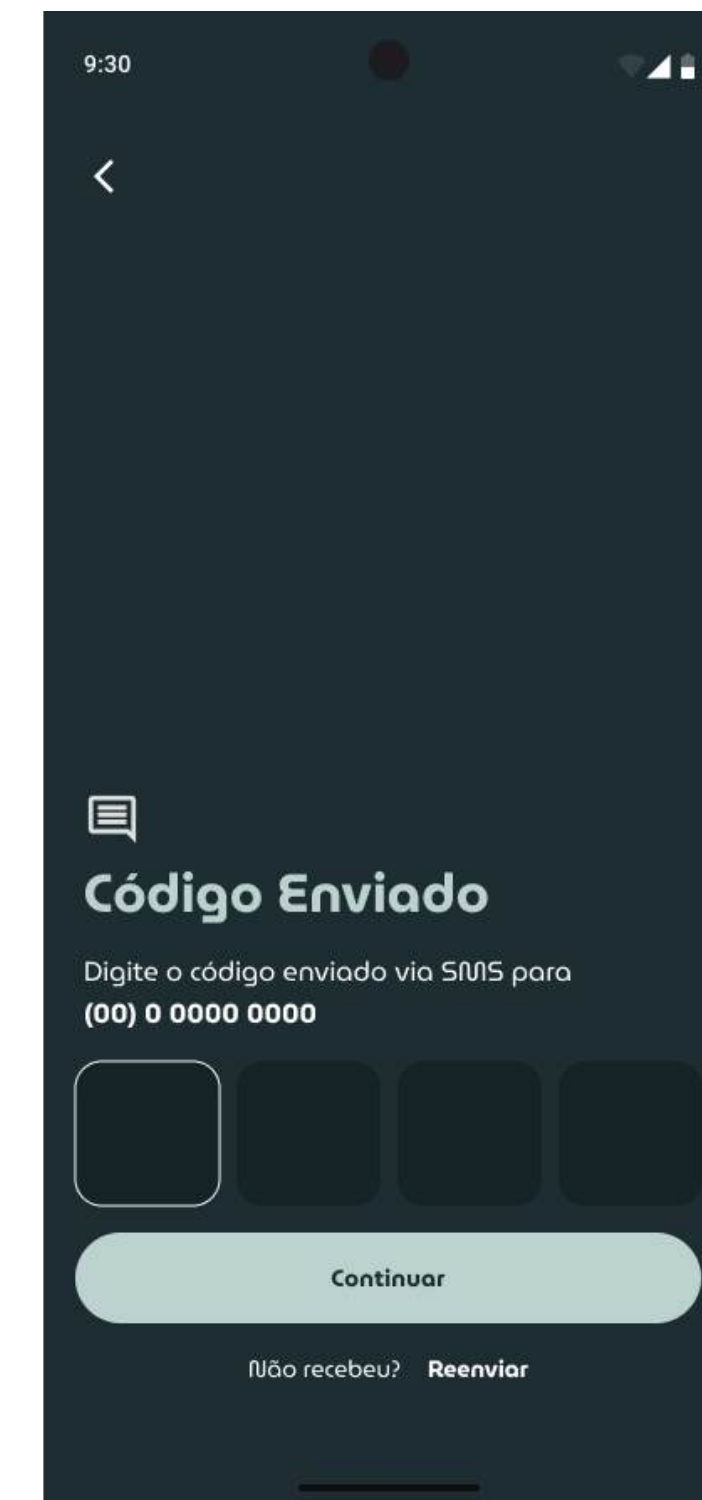 9:30
Código Enviado
Digite o código enviado via SMS para
(00) 0 0000 0000
Continuar
Não recebeu? Reenviar